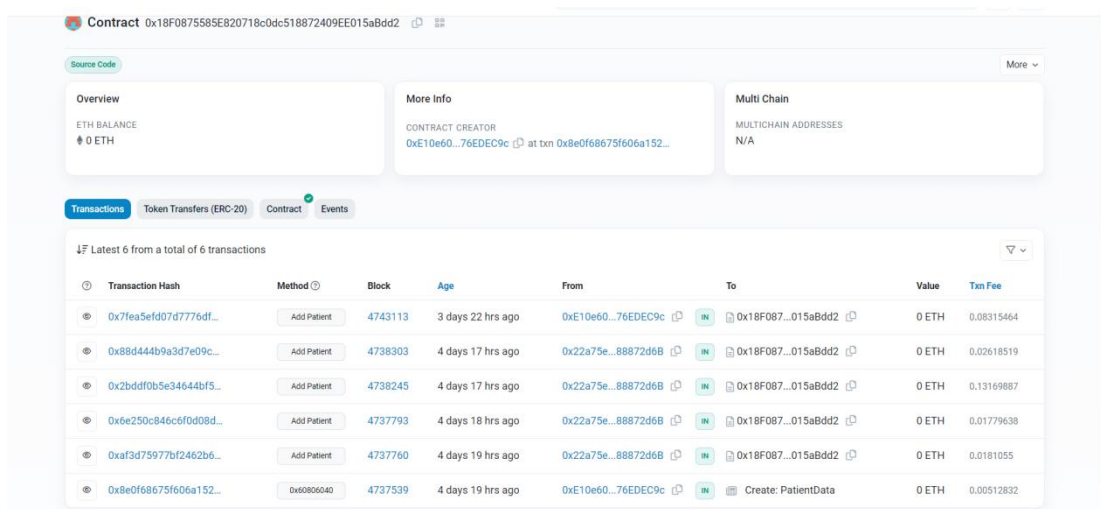 Contract 0x18F0875585E820718c0dc518872409EE015aBdd2
Source Code
More
Overview
ETH BALANCE
0 ETH
More Info
CONTRACT CREATOR
0xE10e60...76EDEC9c at txn 0x8e0f68675f606a152...
Multi Chain
MULTICHAIN ADDRESSES
N/A
Transactions Token Transfers (ERC-20) Contract Events
Latest 6 from a total of 6 transactions
Transaction Hash Method Block Age From To Value Txn Fee
0x7fea5efd07d7776df... Add Patient 4743113 3 days 22 hrs ago 0xE10e60...76EDEC9c IN 0x18F087...015aBdd2 0 ETH 0.08315464
0x88d444b9a3d7e09c... Add Patient 4738303 4 days 17 hrs ago 0x22a75e...88872d6B IN 0x18F087...015aBdd2 0 ETH 0.02618519
0x2bddf0b5e34644bf5... Add Patient 4738245 4 days 17 hrs ago 0x22a75e...88872d6B IN 0x18F087...015aBdd2 0 ETH 0.13169887
0x6e250c846c6f0d08d... Add Patient 4737793 4 days 18 hrs ago 0x22a75e...88872d6B IN 0x18F087...015aBdd2 0 ETH 0.01779638
0xaf3d75977bf2462b6... Add Patient 4737760 4 days 19 hrs ago 0x22a75e...88872d6B IN 0x18F087...015aBdd2 0 ETH 0.0181055
0x8e0f68675f606a152... 0x60806040 4737539 4 days 19 hrs ago 0xE10e60...76EDEC9c IN Create: PatientData 0 ETH 0.00512832